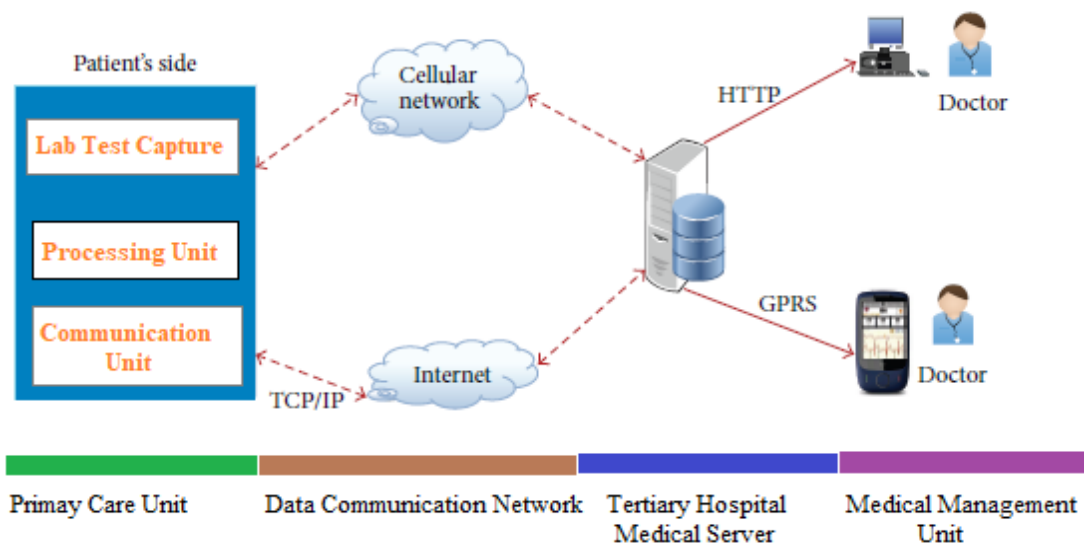 Patient's side
Lab Test Capture
Processing Unit
Communication
Unit
Cellular
network
Internet
TCP/IP
HTTP
GPRS
Doctor
Doctor
Primay Care Unit
Data Communication Network
Tertiary Hospital
Medical Server
Medical Management
Unit